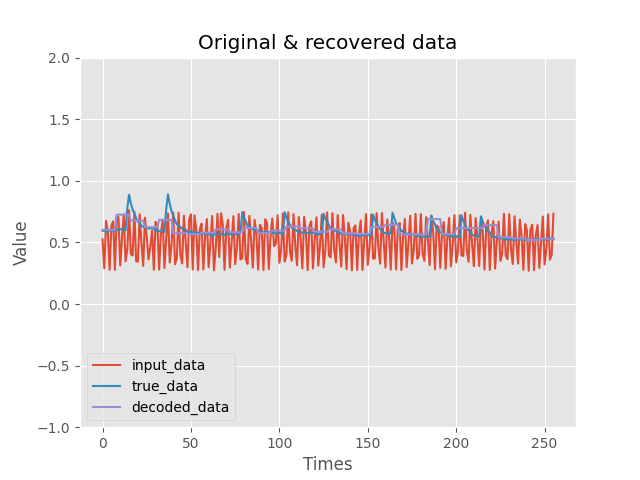 Original & recovered data
2.0
1.5
1.0
0.5
0.0
−0.5
−1.0
Value
input_data
true_data
decoded_data
0 50 100 150 200 250
Times